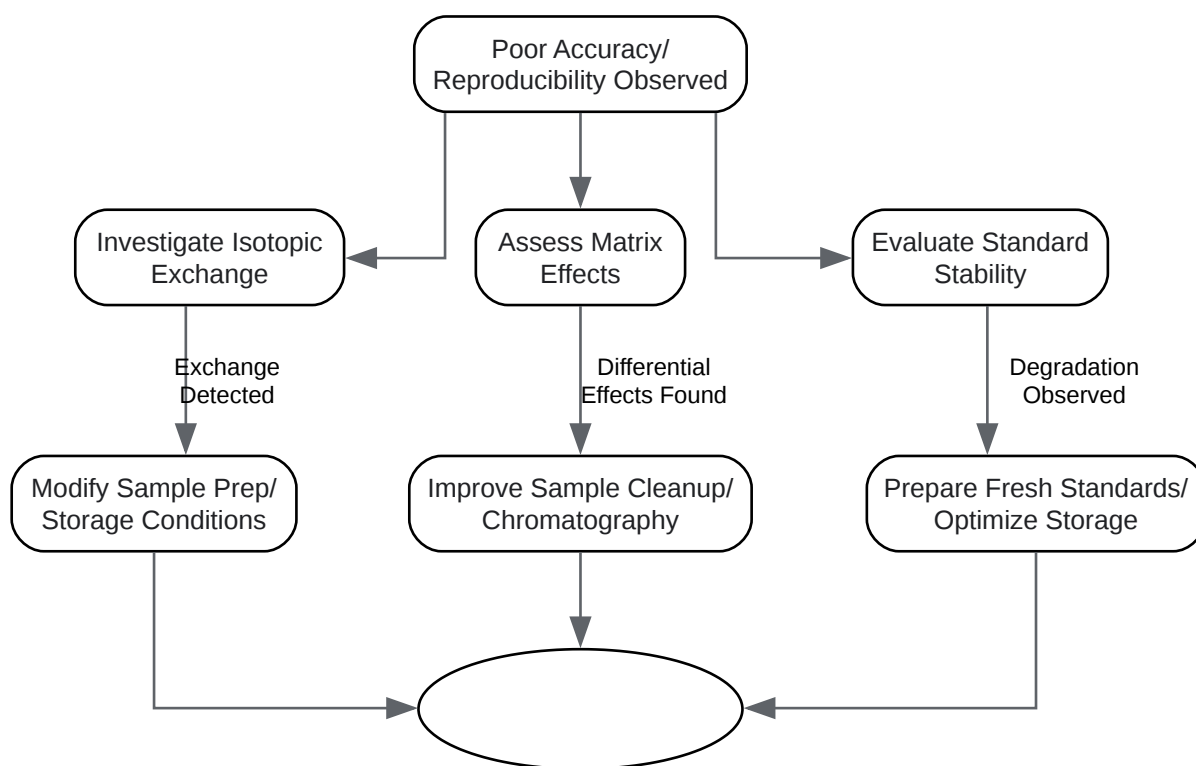 Poor Accuracy/
Reproducibility Observed
Investigate Isotopic
Exchange
Assess Matrix
Effects
Evaluate Standard
Stability
Exchange
Detected
Differential
Effects Found
Degradation
Observed
Modify Sample Prep/
Storage Conditions
Improve Sample Cleanup/
Chromatography
Prepare Fresh Standards/
Optimize Storage